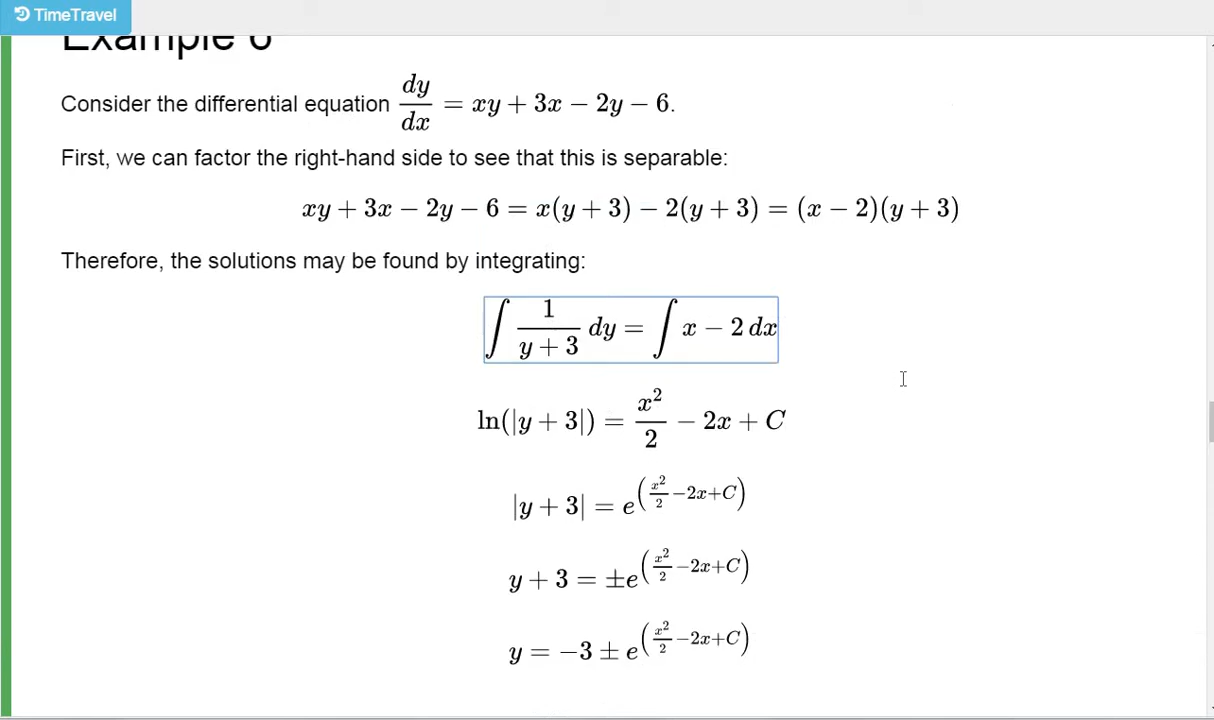 TimeTravel
Example 6
Consider the differential equation dy/dx = xy + 3x − 2y − 6.
First, we can factor the right-hand side to see that this is separable:
xy + 3x − 2y − 6 = x(y + 3) − 2(y + 3) = (x − 2)(y + 3)
Therefore, the solutions may be found by integrating:
∫ 1/(y + 3) dy = ∫ x − 2 dx
ln(|y + 3|) = x²/2 − 2x + C
|y + 3| = e^(x²/2 − 2x + C)
y + 3 = ±e^(x²/2 − 2x + C)
y = −3 ± e^(x²/2 − 2x + C)